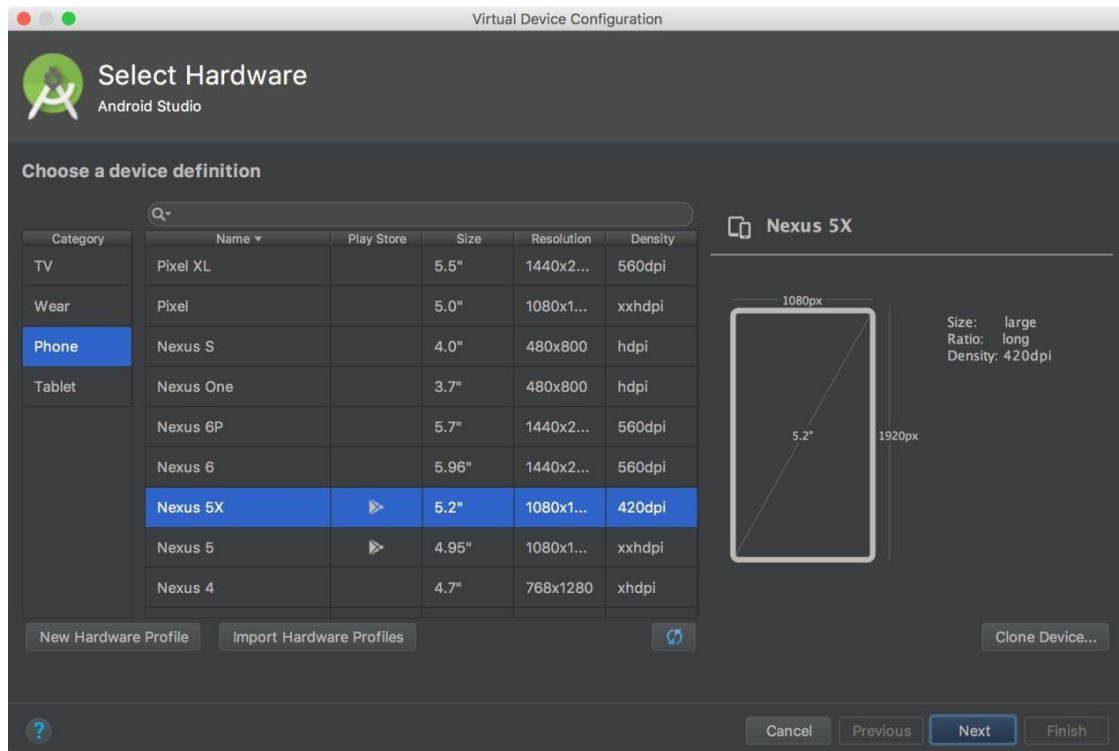 Virtual Device Configuration
Select Hardware
Android Studio
Choose a device definition
Category
TV
Wear
Phone
Tablet
Name Play Store Size Resolution Density
Pixel XL 5.5" 1440x2... 560dpi
Pixel 5.0" 1080x1... xxhdpi
Nexus S 4.0" 480x800 hdpi
Nexus One 3.7" 480x800 hdpi
Nexus 6P 5.7" 1440x2... 560dpi
Nexus 6 5.96" 1440x2... 560dpi
Nexus 5X 5.2" 1080x1... 420dpi
Nexus 5 4.95" 1080x1... xxhdpi
Nexus 4 4.7" 768x1280 xhdpi
Nexus 5X
1080px
5.2"
1920px
Size: large
Ratio: long
Density: 420dpi
New Hardware Profile Import Hardware Profiles Clone Device...
? Cancel Previous Next Finish